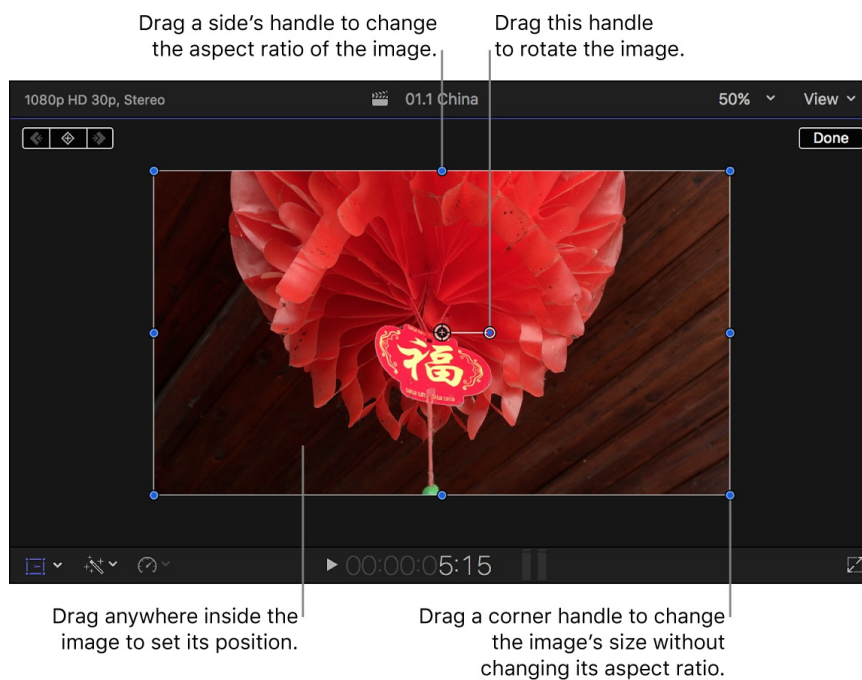 Drag a side’s handle to change
the aspect ratio of the image.
Drag this handle
to rotate the image.
1080p HD 30p, Stereo
01.1 China
50%
View
Done
福
00:00:05:15
Drag anywhere inside the
image to set its position.
Drag a corner handle to change
the image’s size without
changing its aspect ratio.